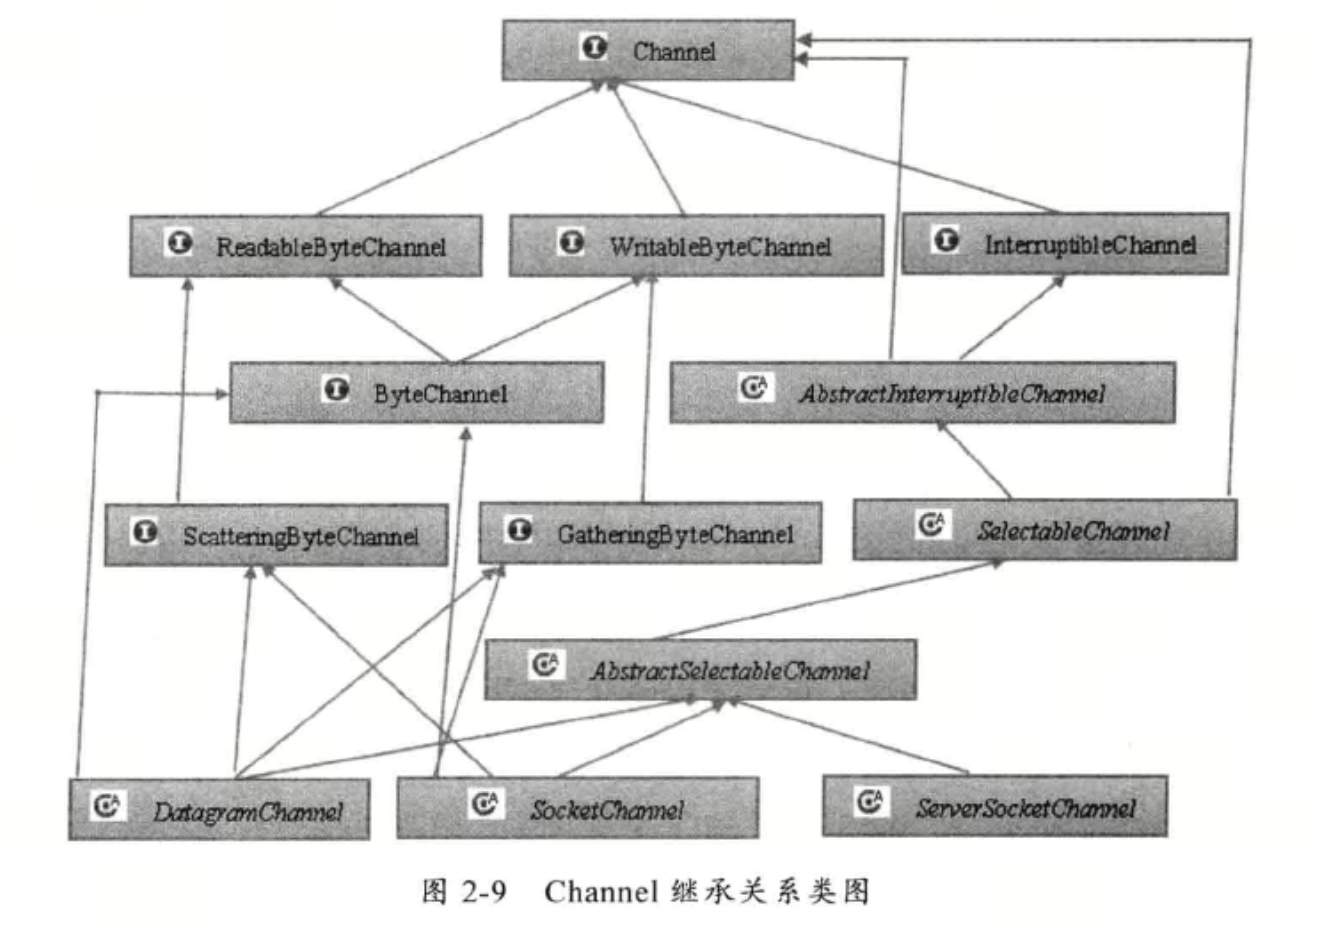 Channel
ReadableByteChannel
WritableByteChannel
InterruptibleChannel
ByteChannel
AbstractInterruptibleChannel
ScatteringByteChannel
GatheringByteChannel
SelectableChannel
AbstractSelectableChannel
DatagramChannel
SocketChannel
ServerSocketChannel
图 2-9 Channel 继承关系类图